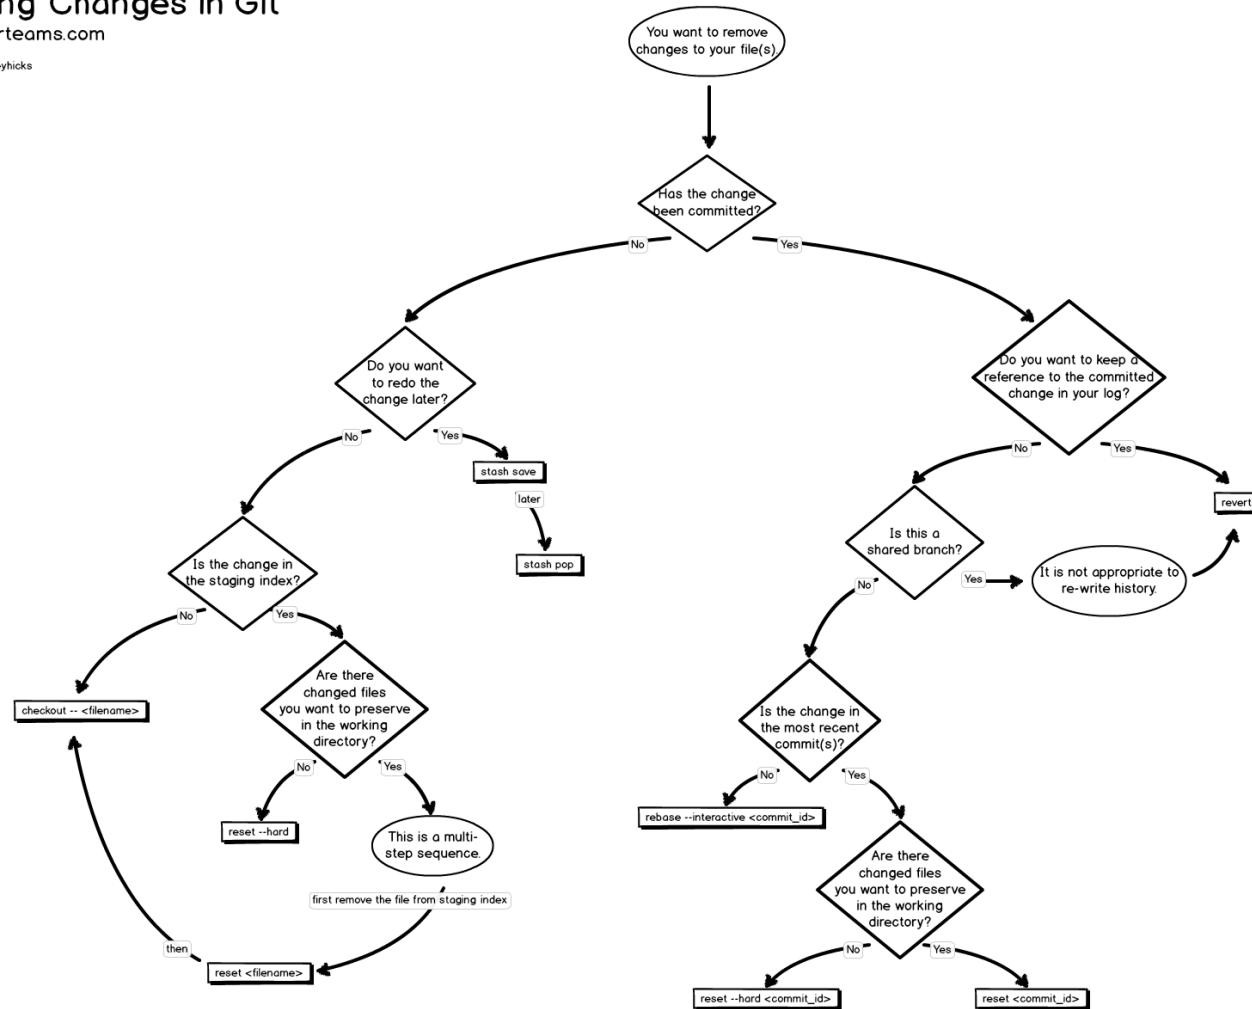 ng Changes in Git
rteams.com
yhicks
You want to remove
changes to your file(s).
Has the change
been committed?
No
Yes
Do you want
to redo the
change later?
Do you want to keep a
reference to the committed
change in your log?
No
Yes
stash save
later
stash pop
No
Yes
revert
Is this a
shared branch?
Yes
It is not appropriate to
re-write history.
No
Is the change in
the staging index?
No
Yes
checkout -- <filename>
Are there
changed files
you want to preserve
in the working
directory?
No
Yes
reset --hard
This is a multi-
step sequence.
first remove the file from staging index
then
reset <filename>
Is the change in
the most recent
commit(s)?
No
Yes
rebase --interactive <commit_id>
Are there
changed files
you want to preserve
in the working
directory?
No
Yes
reset --hard <commit_id>
reset <commit_id>